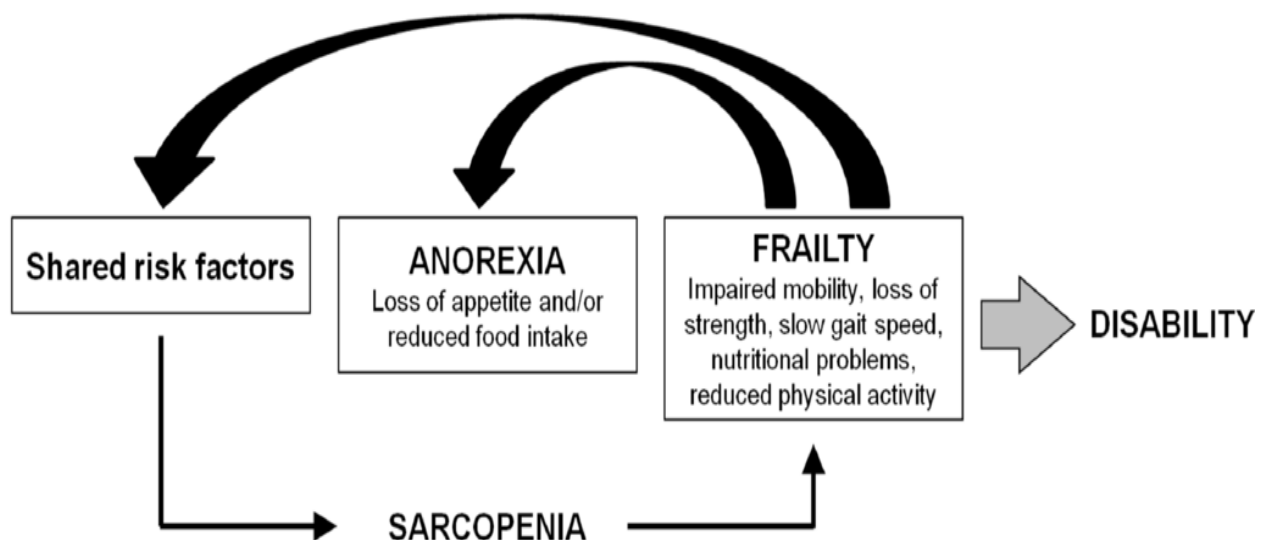 Shared risk factors
ANOREXIA
Loss of appetite and/or
reduced food intake
FRAILTY
Impaired mobility, loss of
strength, slow gait speed,
nutritional problems,
reduced physical activity
DISABILITY
SARCOPENIA